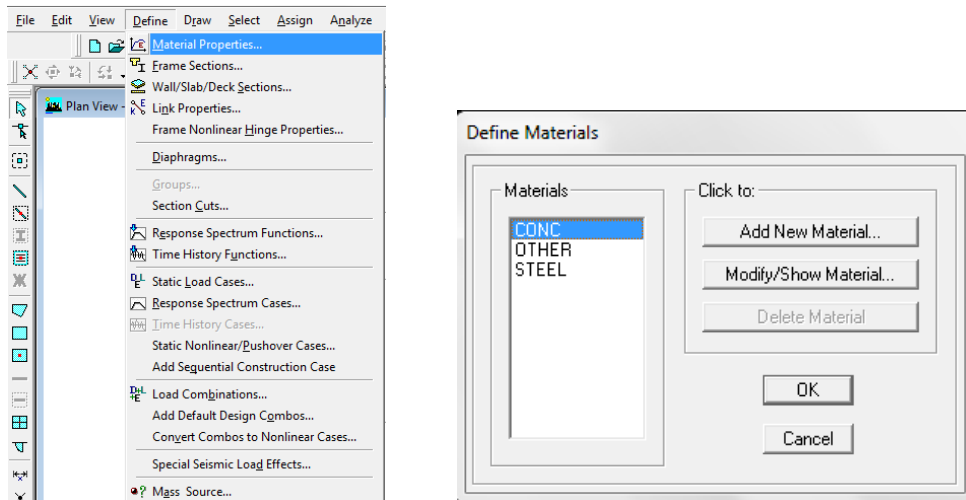 File Edit View Define Draw Select Assign Analyze
Material Properties...
Frame Sections...
Wall/Slab/Deck Sections...
Link Properties...
Frame Nonlinear Hinge Properties...
Diaphragms...
Groups...
Section Cuts...
Response Spectrum Functions...
Time History Functions...
Static Load Cases...
Response Spectrum Cases...
Time History Cases...
Static Nonlinear/Pushover Cases...
Add Sequential Construction Case
Load Combinations...
Add Default Design Combos...
Convert Combos to Nonlinear Cases...
Special Seismic Load Effects...
Mass Source...
Plan View -
Define Materials
Materials
CONC
OTHER
STEEL
Click to:
Add New Material...
Modify/Show Material...
Delete Material
OK
Cancel